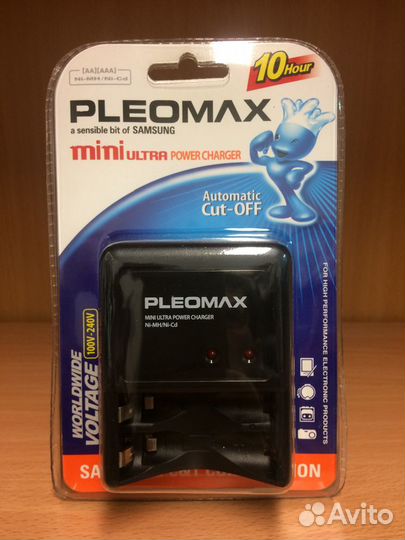 [AA][AAA]
Ni-MH/Ni-Cd
10 Hour
PLEOMAX
a sensible bit of SAMSUNG
mini ULTRA POWER CHARGER
Automatic
Cut-OFF
PLEOMAX
MINI ULTRA POWER CHARGER
Ni-MH/Ni-Cd
WORLDWIDE
VOLTAGE 100V-240V
FOR HIGH PERFORMANCE ELECTRONIC PRODUCTS
Avito